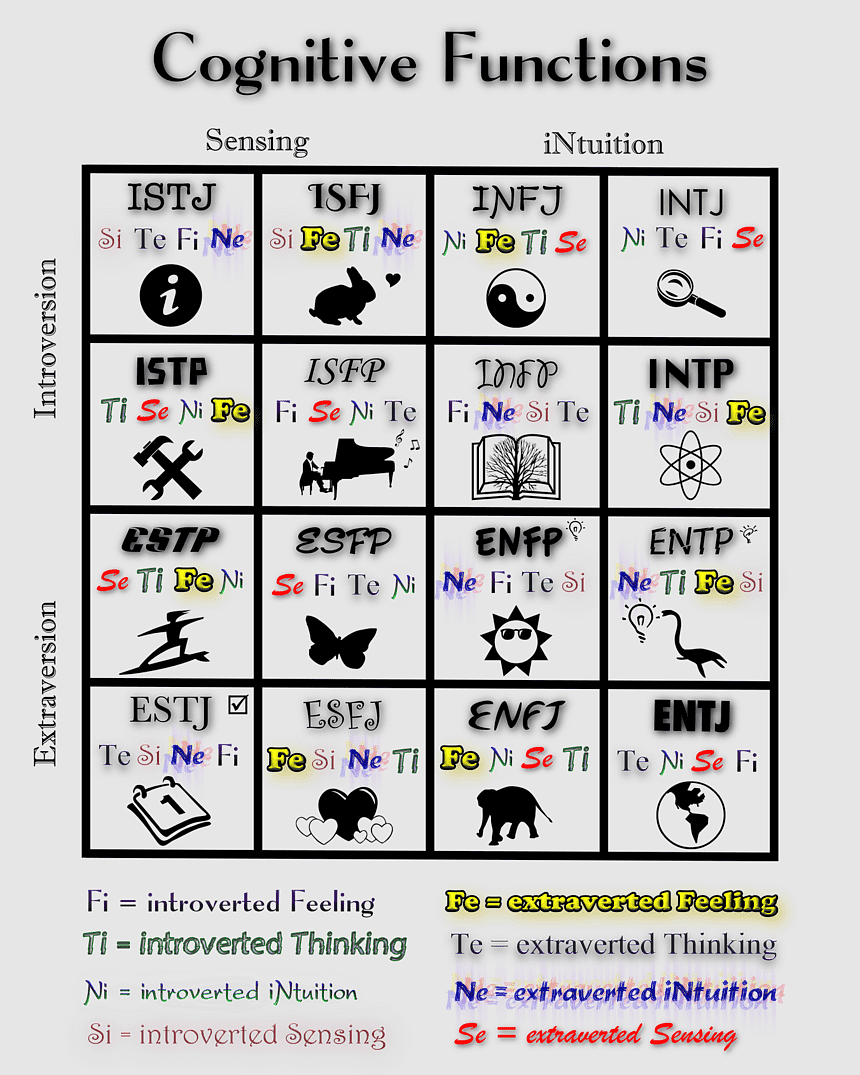 Cognitive Functions
Sensing iNtuition
Introversion
Extraversion
ISTJ ISFJ INFJ INTJ
Si Te Fi Ne Si Fe Ti Ne Ni Fe Ti Se Ni Te Fi Se
i
ISTP ISFP INFP INTP
Ti Se Ni Fe Fi Se Ni Te Fi Ne Si Te Ti Ne Si Fe
ESTP ESFP ENFP ENTP
Se Ti Fe Ni Se Fi Te Ni Ne Fi Te Si Ne Ti Fe Si
ESTJ ESFJ ENFJ ENTJ
Te Si Ne Fi Fe Si Ne Ti Fe Ni Se Ti Te Ni Se Fi
1
Fi = introverted Feeling Fe = extraverted Feeling
Ti = introverted Thinking Te = extraverted Thinking
Ni = introverted iNtuition Ne = extraverted iNtuition
Si = introverted Sensing Se = extraverted Sensing